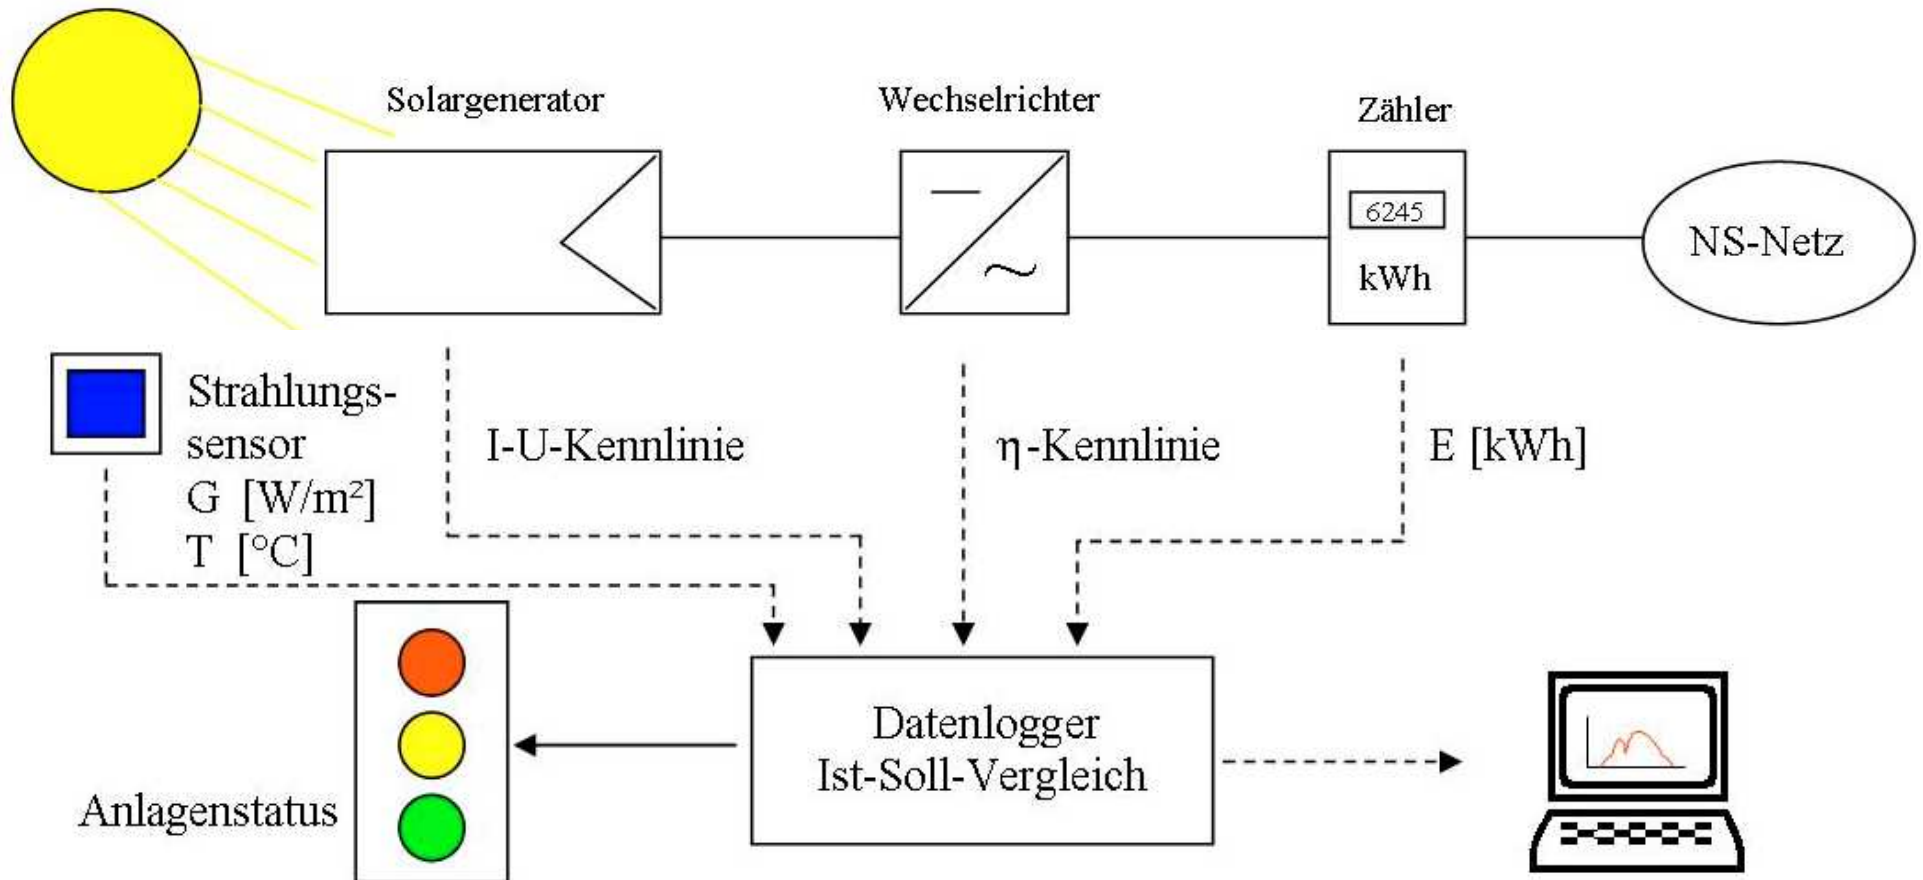 Solargenerator
Wechselrichter
Zähler
6245
kWh
NS-Netz
Strahlungs-
sensor
G [W/m²]
T [°C]
I-U-Kennlinie
η-Kennlinie
E [kWh]
Datenlogger
Ist-Soll-Vergleich
Anlagenstatus